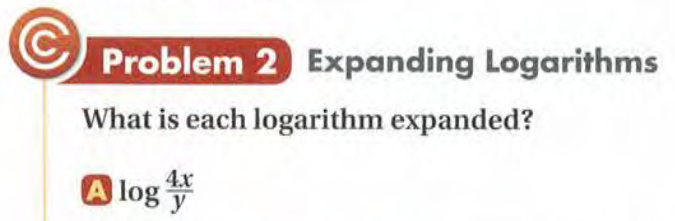 © Problem 2 Expanding Logarithms
What is each logarithm expanded?
A log 4x/y